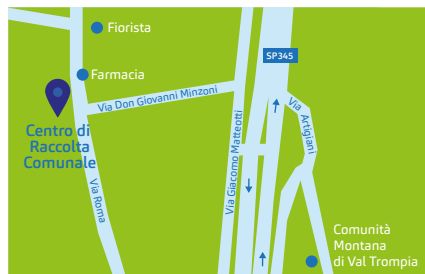 Fiorista
SP345
Farmacia
Via Don Giovanni Minzoni
Via Artigiani
Centro di
Raccolta
Comunale
Via Giacomo Matteotti
Via Roma
Comunità
Montana
di Val Trompia